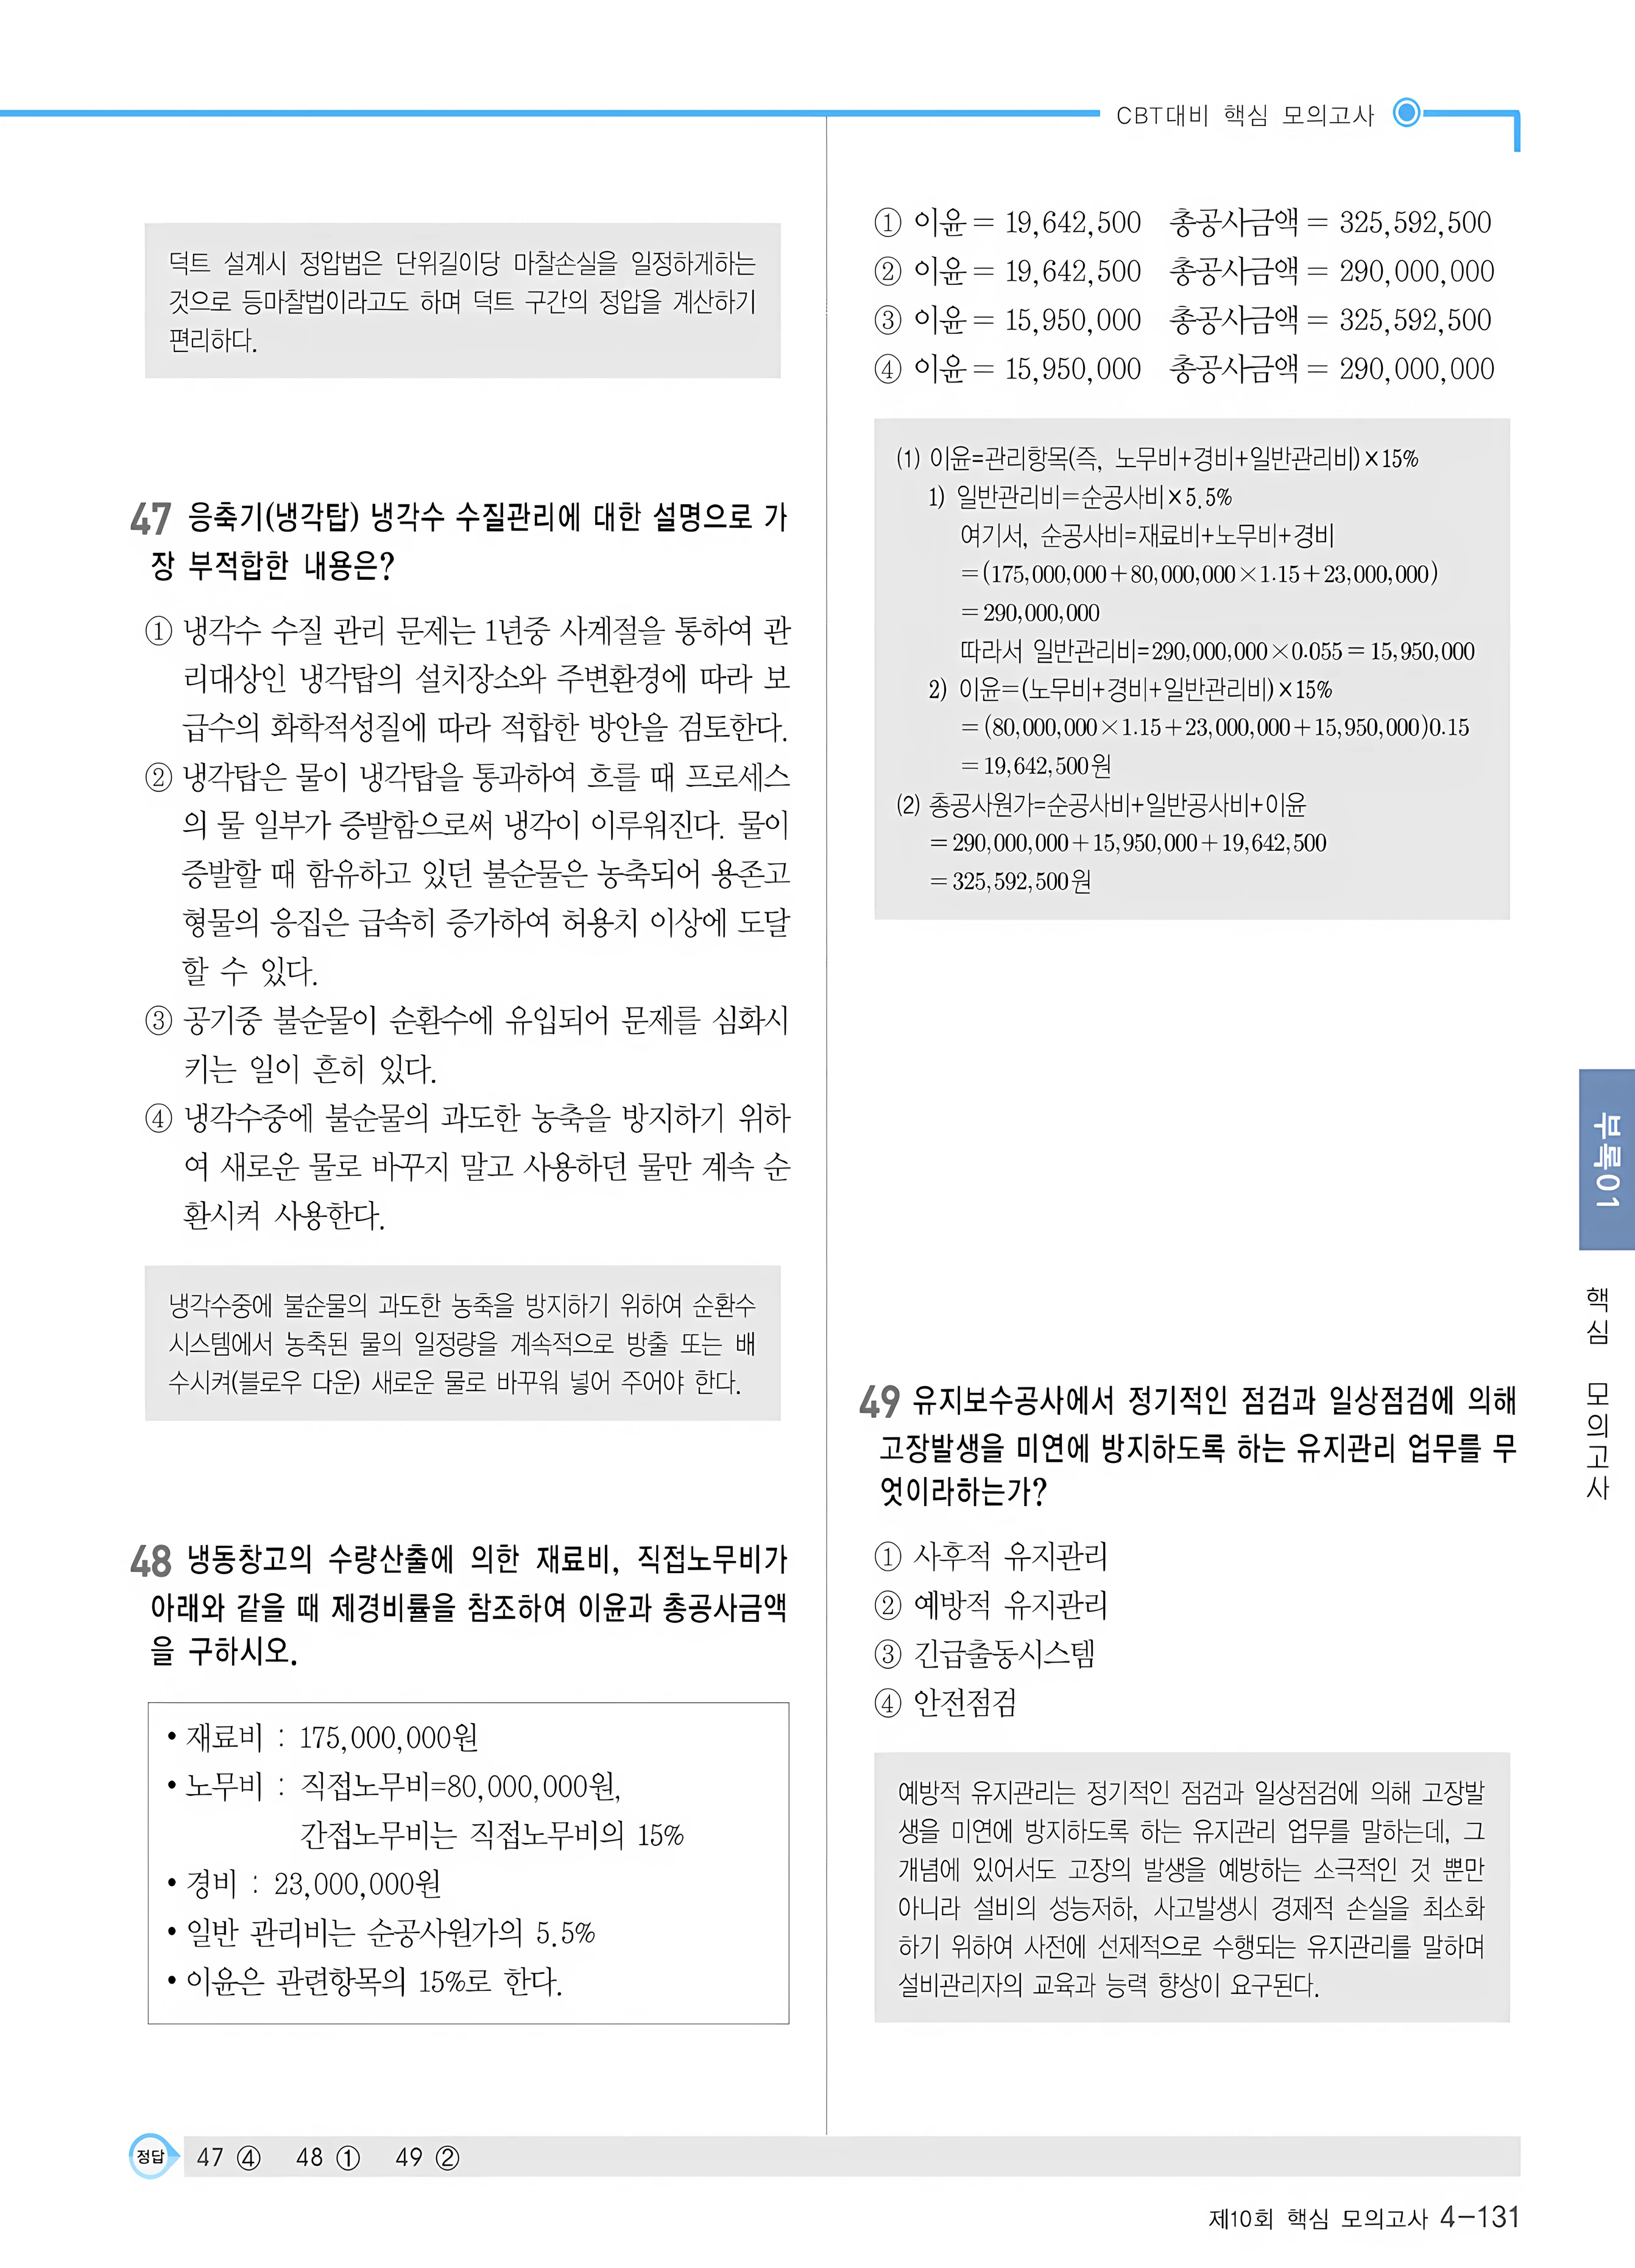 CBT대비 핵심 모의고사
덕트 설계시 정압법은 단위길이당 마찰손실을 일정하게하는
것으로 등마찰법이라고도 하며 덕트 구간의 정압을 계산하기
편리하다.
47 응축기(냉각탑) 냉각수 수질관리에 대한 설명으로 가
장 부적합한 내용은?
① 냉각수 수질 관리 문제는 1년중 사계절을 통하여 관
리대상인 냉각탑의 설치장소와 주변환경에 따라 보
급수의 화학적성질에 따라 적합한 방안을 검토한다.
② 냉각탑은 물이 냉각탑을 통과하여 흐를 때 프로세스
의 물 일부가 증발함으로써 냉각이 이루워진다. 물이
증발할 때 함유하고 있던 불순물은 농축되어 용존고
형물의 응집은 급속히 증가하여 허용치 이상에 도달
할 수 있다.
③ 공기중 불순물이 순환수에 유입되어 문제를 심화시
키는 일이 흔히 있다.
④ 냉각수중에 불순물의 과도한 농축을 방지하기 위하
여 새로운 물로 바꾸지 말고 사용하던 물만 계속 순
환시켜 사용한다.
냉각수중에 불순물의 과도한 농축을 방지하기 위하여 순환수
시스템에서 농축된 물의 일정량을 계속적으로 방출 또는 배
수시켜(블로우 다운) 새로운 물로 바꾸워 넣어 주어야 한다.
48 냉동창고의 수량산출에 의한 재료비, 직접노무비가
아래와 같을 때 제경비률을 참조하여 이윤과 총공사금액
을 구하시오.
• 재료비 : 175,000,000원
• 노무비 : 직접노무비=80,000,000원,
간접노무비는 직접노무비의 15%
• 경비 : 23,000,000원
• 일반 관리비는 순공사원가의 5.5%
• 이윤은 관련항목의 15%로 한다.
① 이윤 = 19,642,500 총공사금액 = 325,592,500
② 이윤 = 19,642,500 총공사금액 = 290,000,000
③ 이윤 = 15,950,000 총공사금액 = 325,592,500
④ 이윤 = 15,950,000 총공사금액 = 290,000,000
(1) 이윤=관리항목(즉, 노무비+경비+일반관리비)×15%
1) 일반관리비=순공사비×5.5%
여기서, 순공사비=재료비+노무비+경비
=(175,000,000+80,000,000×1.15+23,000,000)
=290,000,000
따라서 일반관리비=290,000,000×0.055=15,950,000
2) 이윤=(노무비+경비+일반관리비)×15%
=(80,000,000×1.15+23,000,000+15,950,000)0.15
=19,642,500원
(2) 총공사원가=순공사비+일반공사비+이윤
=290,000,000+15,950,000+19,642,500
=325,592,500원
49 유지보수공사에서 정기적인 점검과 일상점검에 의해
고장발생을 미연에 방지하도록 하는 유지관리 업무를 무
엇이라하는가?
① 사후적 유지관리
② 예방적 유지관리
③ 긴급출동시스템
④ 안전점검
예방적 유지관리는 정기적인 점검과 일상점검에 의해 고장발
생을 미연에 방지하도록 하는 유지관리 업무를 말하는데, 그
개념에 있어서도 고장의 발생을 예방하는 소극적인 것 뿐만
아니라 설비의 성능저하, 사고발생시 경제적 손실을 최소화
하기 위하여 사전에 선제적으로 수행되는 유지관리를 말하며
설비관리자의 교육과 능력 향상이 요구된다.
부록01
핵심 모의고사
정답 47 ④ 48 ① 49 ②
제10회 핵심 모의고사 4-131